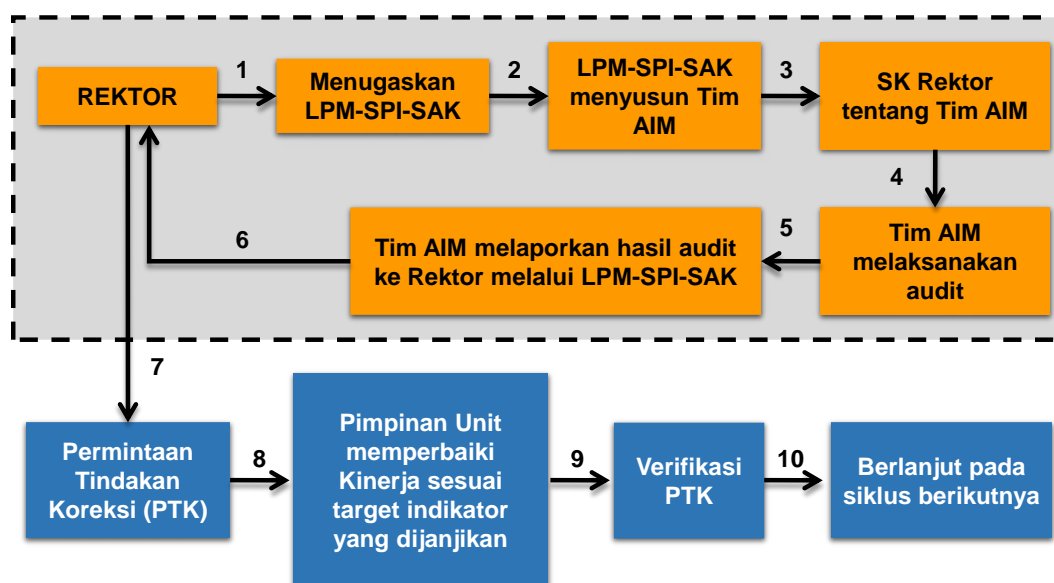 REKTOR
1
Menugaskan
LPM-SPI-SAK
2
LPM-SPI-SAK
menyusun Tim
AIM
3
SK Rektor
tentang Tim AIM
4
Tim AIM
melaksanakan
audit
5
Tim AIM melaporkan hasil audit
ke Rektor melalui LPM-SPI-SAK
6
7
Permintaan
Tindakan
Koreksi (PTK)
8
Pimpinan Unit
memperbaiki
Kinerja sesuai
target indikator
yang dijanjikan
9
Verifikasi
PTK
10
Berlanjut pada
siklus berikutnya